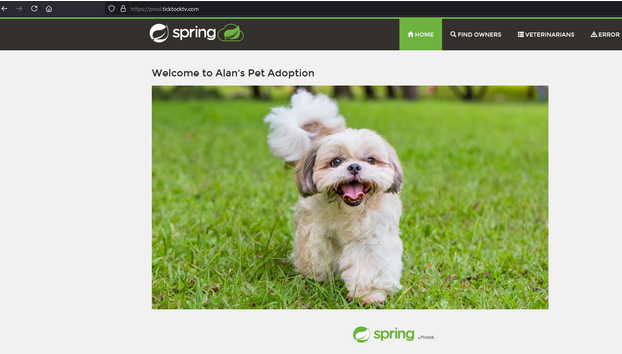 https://prod.ticktocktv.com
spring
HOME
FIND OWNERS
VETERINARIANS
ERROR
Welcome to Alan's Pet Adoption
spring
by Pivotal.